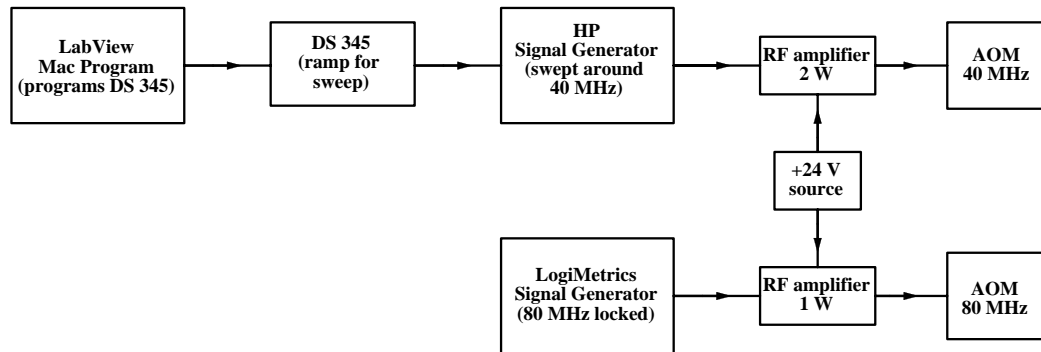 LabView
Mac Program
(programs DS 345)
DS 345
(ramp for
sweep)
HP
Signal Generator
(swept around
40 MHz)
RF amplifier
2 W
AOM
40 MHz
+24 V
source
LogiMetrics
Signal Generator
(80 MHz locked)
RF amplifier
1 W
AOM
80 MHz